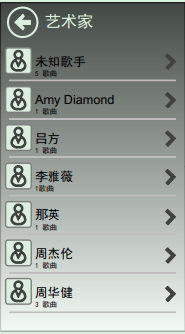 艺术家
未知歌手
5 歌曲
Amy Diamond
1 歌曲
吕方
1 歌曲
李雅薇
1歌曲
那英
1 歌曲
周杰伦
1 歌曲
周华健
3 歌曲